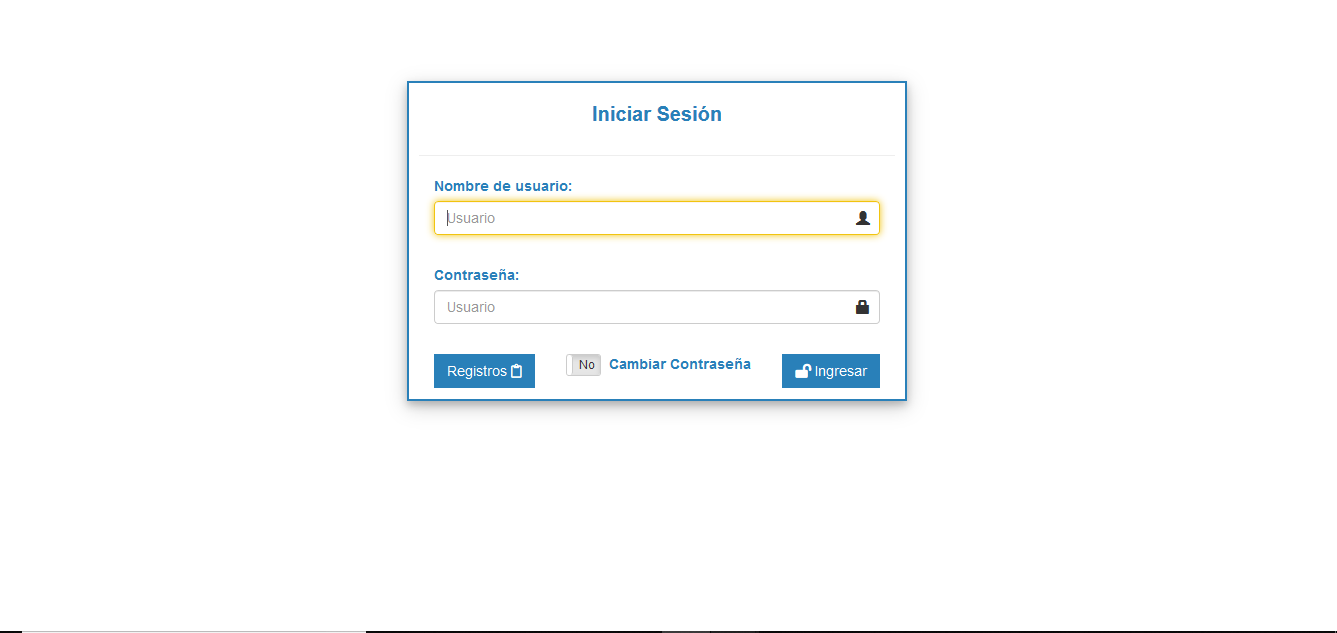 Iniciar Sesión
Nombre de usuario:
Usuario
Contraseña:
Usuario
Registros No Cambiar Contraseña Ingresar